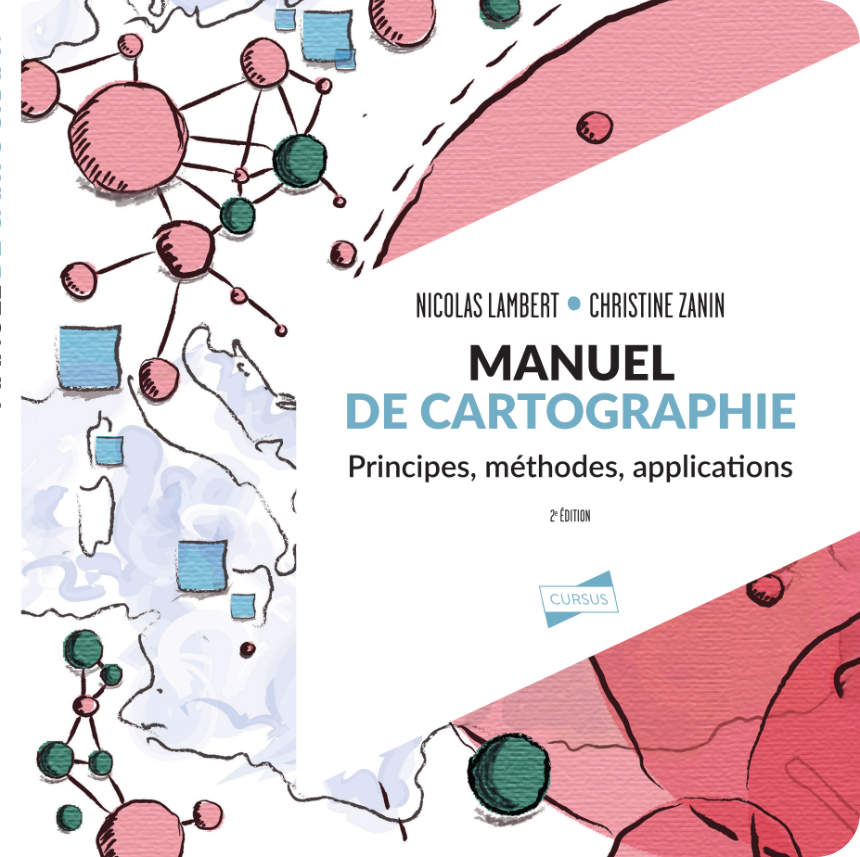 NICOLAS LAMBERT • CHRISTINE ZANIN
MANUEL
DE CARTOGRAPHIE
Principes, méthodes, applications
2e ÉDITION
CURSUS